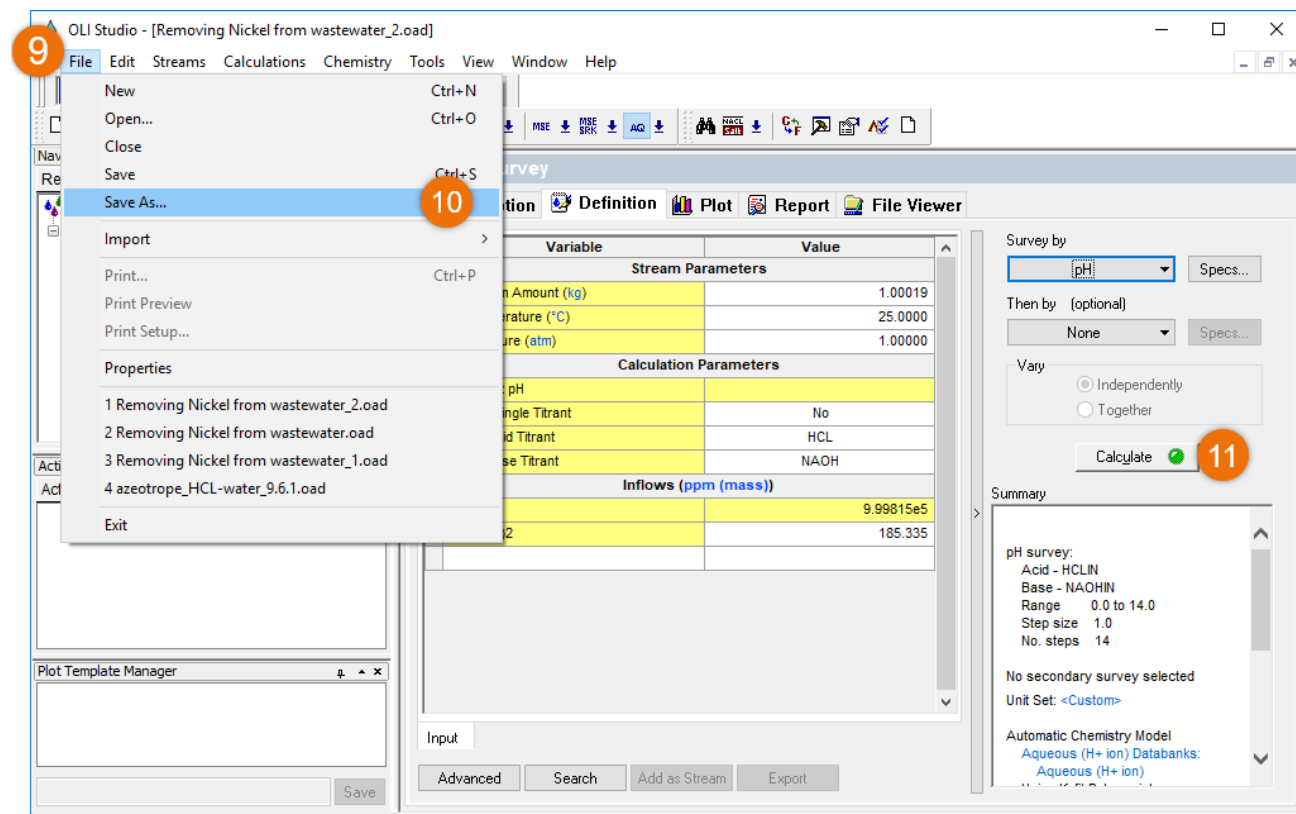 OLI Studio - [Removing Nickel from wastewater_2.oad]
9
File Edit Streams Calculations Chemistry Tools View Window Help
New Ctrl+N
Open... Ctrl+O
Close
Save Ctrl+S
Save As...
10
Import
Print... Ctrl+P
Print Preview
Print Setup...
Properties
1 Removing Nickel from wastewater_2.oad
2 Removing Nickel from wastewater.oad
3 Removing Nickel from wastewater_1.oad
4 azeotrope_HCL-water_9.6.1.oad
Exit
MSE MSE SRK AQ
NACL
Nav
Re
Acti
Act
urvey
tion Definition Plot Report File Viewer
Variable Value
Stream Parameters
n Amount (kg) 1.00019
erature (°C) 25.0000
ure (atm) 1.00000
Calculation Parameters
pH
ingle Titrant No
id Titrant HCL
se Titrant NAOH
Inflows (ppm (mass))
9.99815e5
2 185.335
Input
Advanced Search Add as Stream Export
Plot Template Manager
Save
Survey by
pH Specs...
Then by (optional)
None Specs...
Vary
Independently
Together
Calculate
11
Summary
pH survey:
Acid - HCLIN
Base - NAOHIN
Range 0.0 to 14.0
Step size 1.0
No. steps 14
No secondary survey selected
Unit Set: <Custom>
Automatic Chemistry Model
Aqueous (H+ ion) Databanks:
Aqueous (H+ ion)